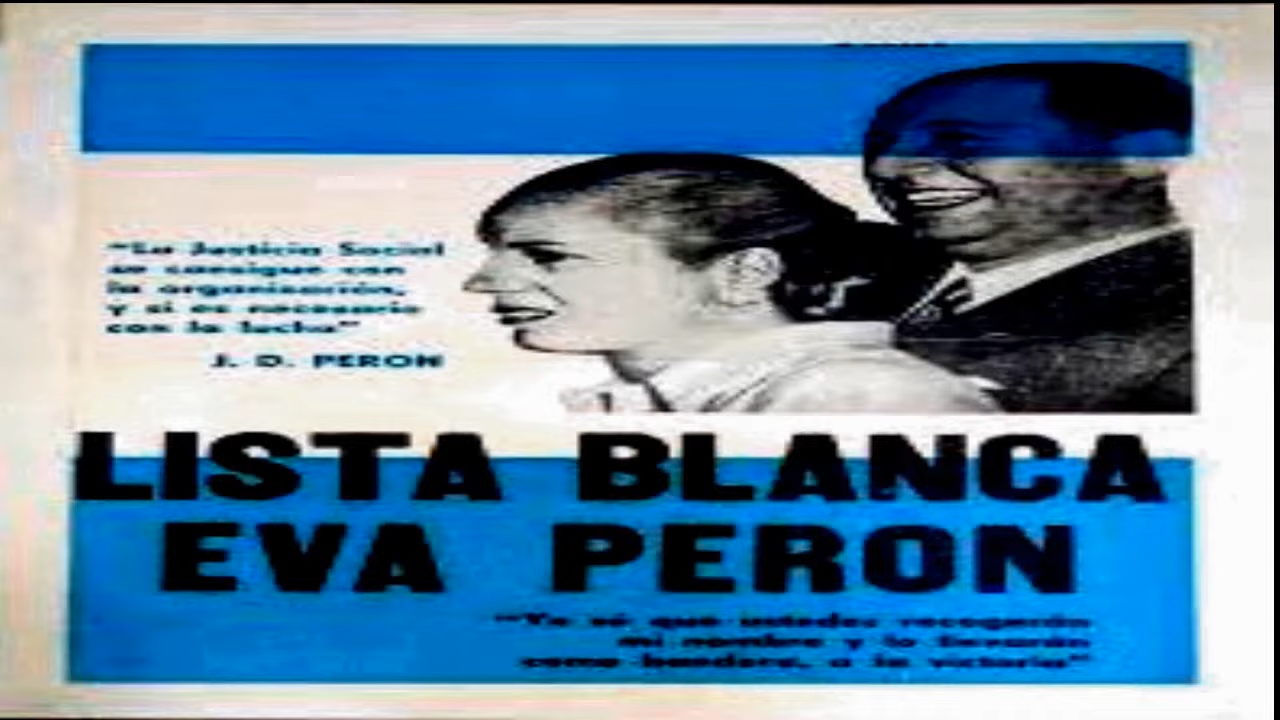 "La Justicia Social
se consigue con
la organización,
y si es necesario
con la lucha"
J. D. PERON
LISTA BLANCA
EVA PERON
"Yo sé que ustedes recogerán
mi nombre y lo llevarán
como bandera, a la victoria"